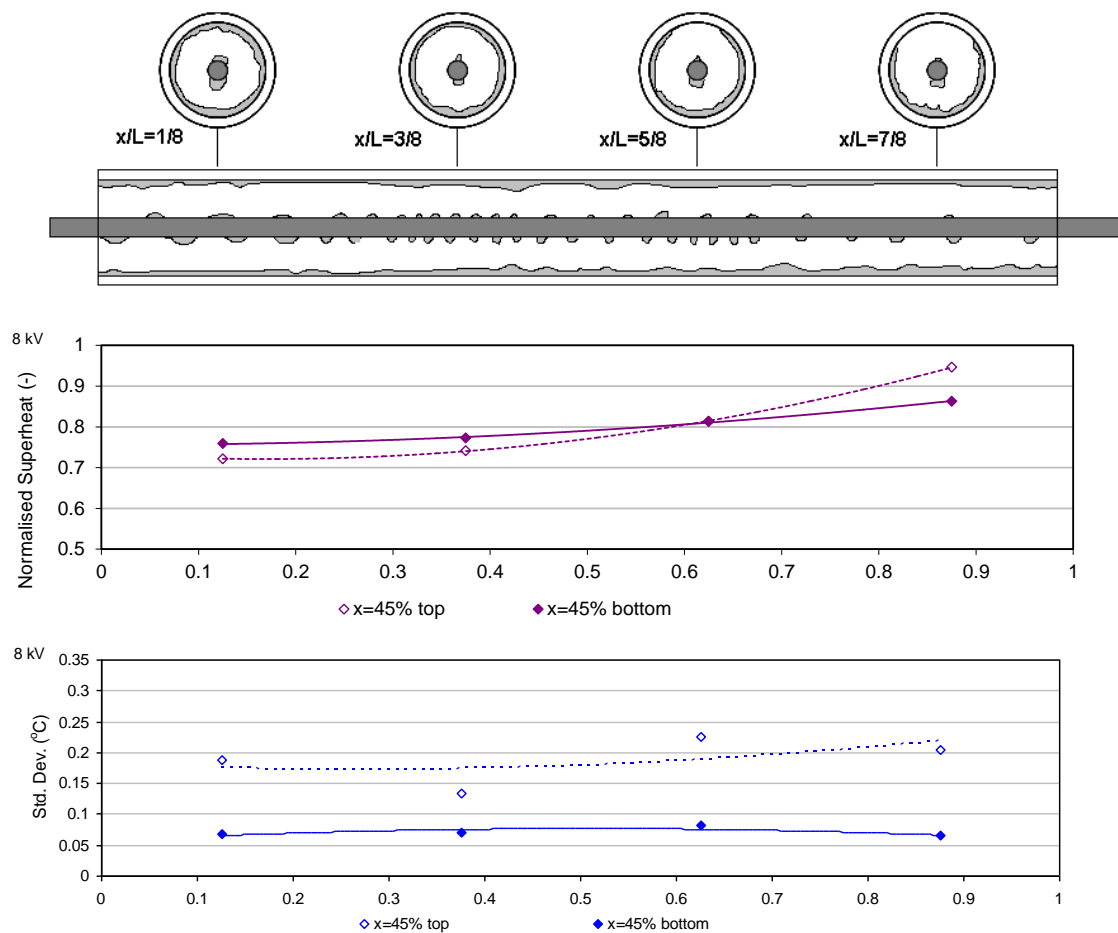 x/L=1/8 x/L=3/8 x/L=5/8 x/L=7/8
8 kV
Normalised Superheat (-)
1
0.9
0.8
0.7
0.6
0.5
0 0.1 0.2 0.3 0.4 0.5 0.6 0.7 0.8 0.9 1
x=45% top x=45% bottom
8 kV
Std. Dev. (°C)
0.35
0.3
0.25
0.2
0.15
0.1
0.05
0
0 0.1 0.2 0.3 0.4 0.5 0.6 0.7 0.8 0.9 1
x=45% top x=45% bottom